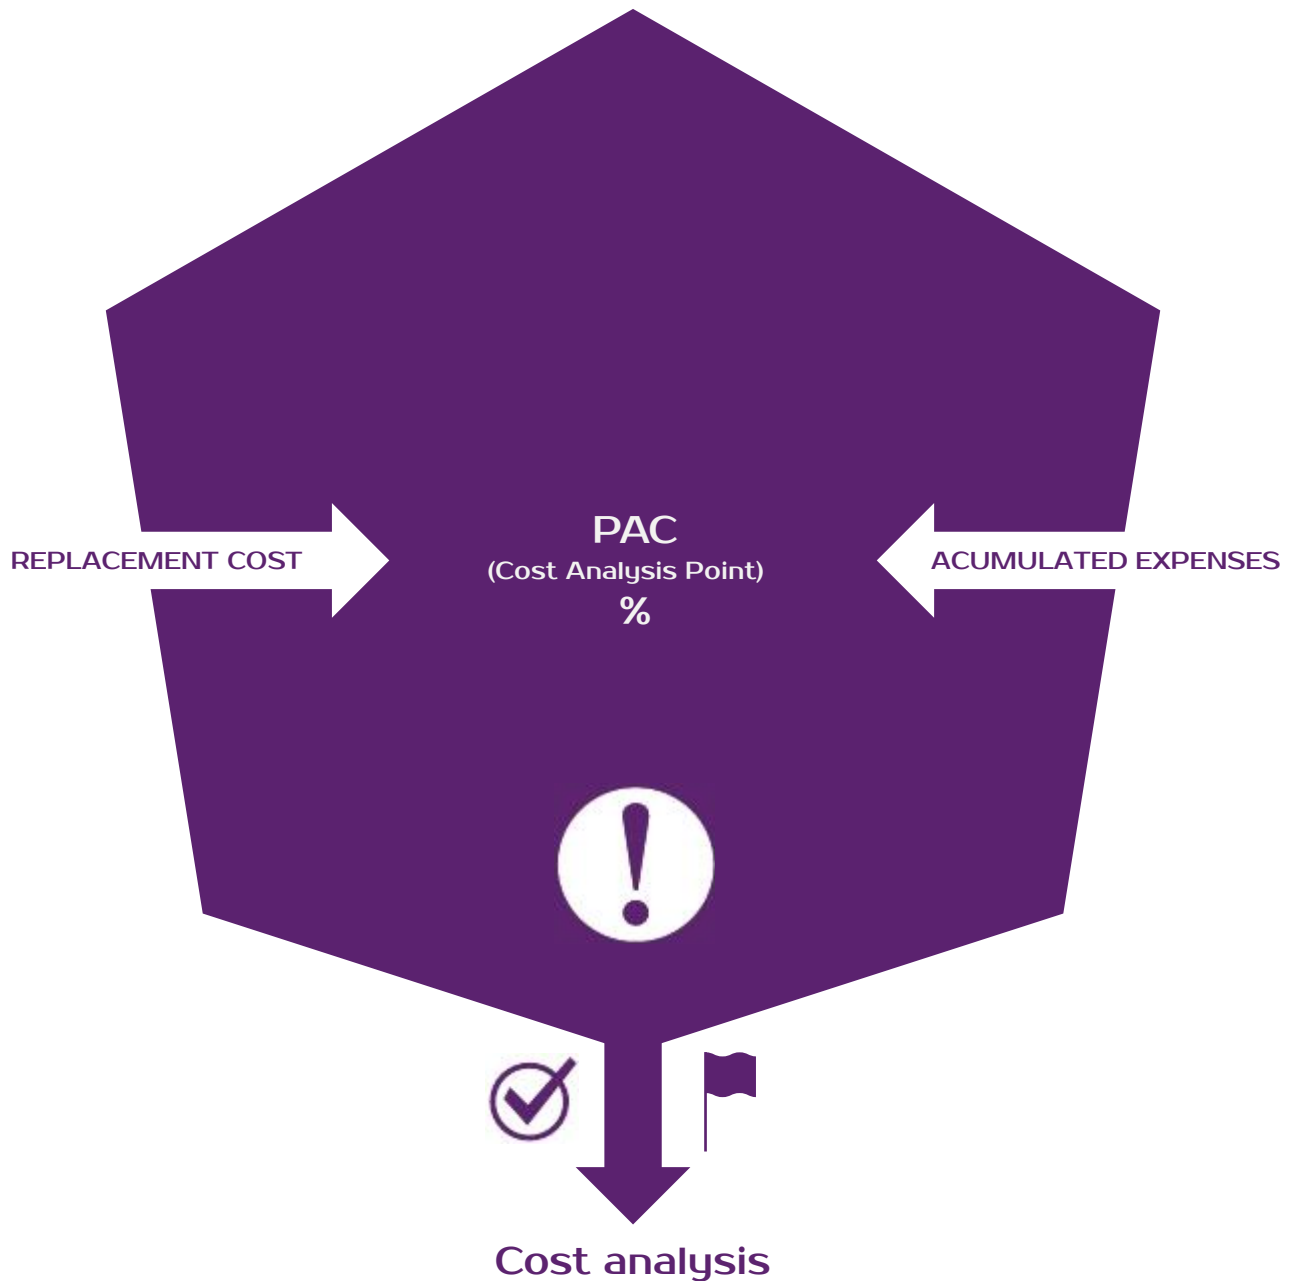 PAC
(Cost Analysis Point)
%
REPLACEMENT COST
ACUMULATED EXPENSES
Cost analysis